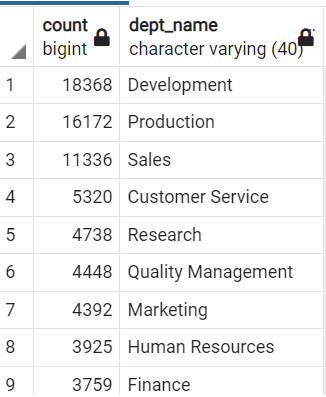 count dept_name
bigint character varying (40)
1 18368 Development
2 16172 Production
3 11336 Sales
4 5320 Customer Service
5 4738 Research
6 4448 Quality Management
7 4392 Marketing
8 3925 Human Resources
9 3759 Finance